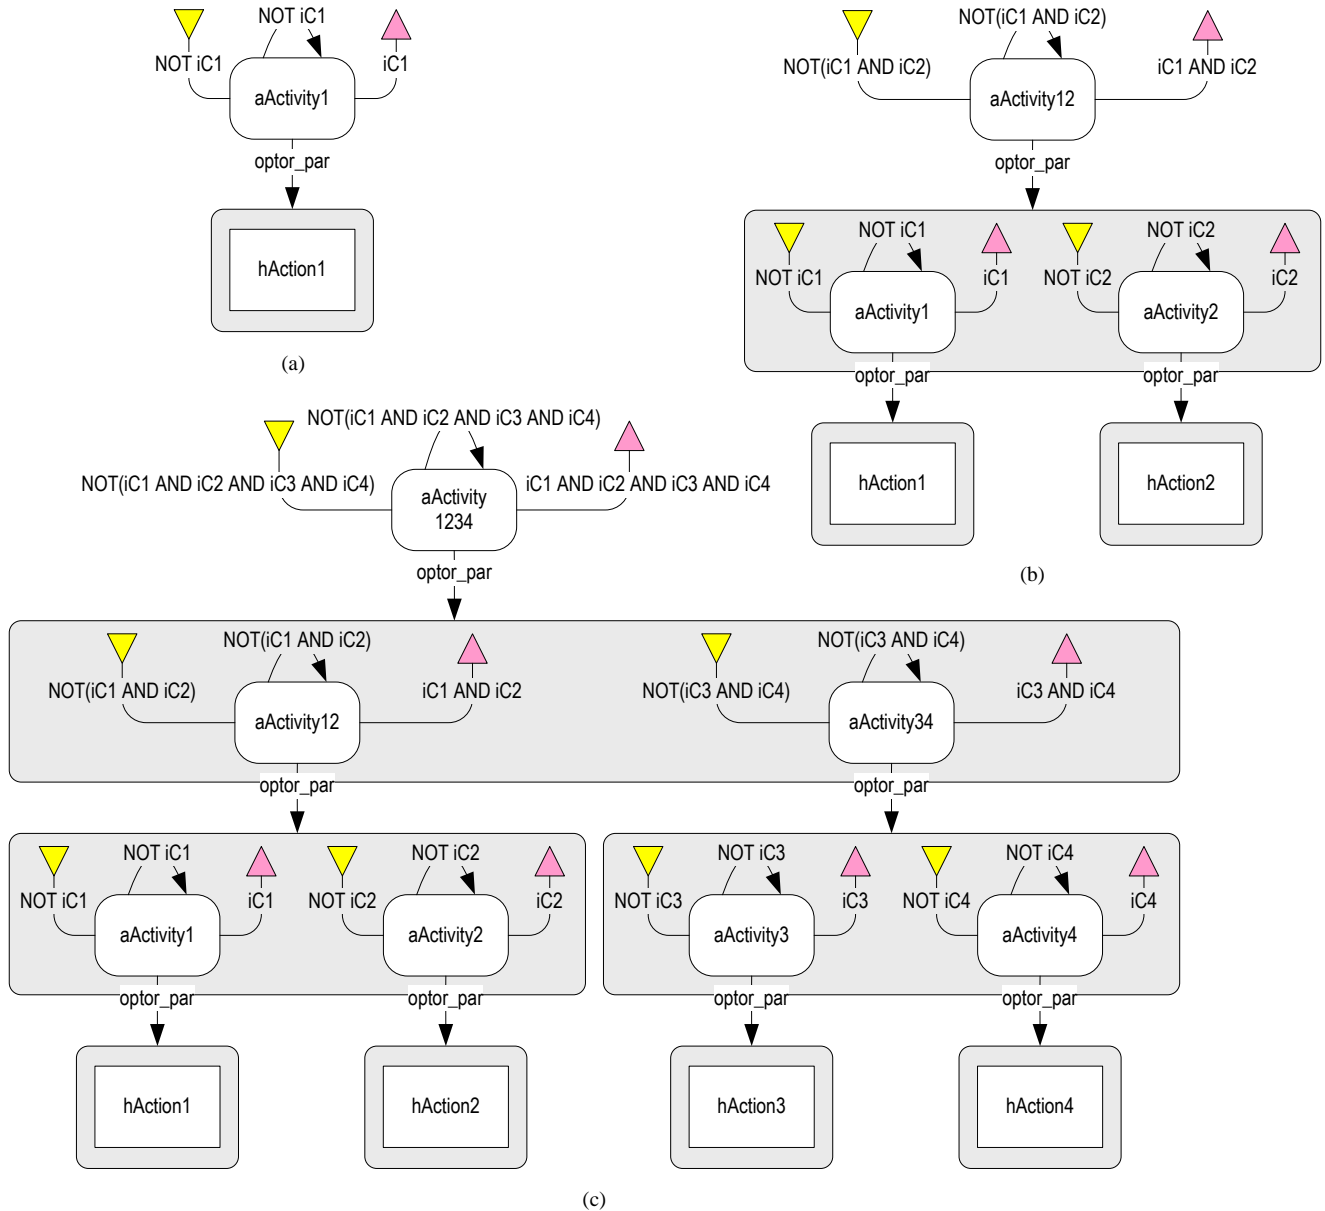 NOT iC1
NOT iC1
iC1
aActivity1
optor_par
hAction1
(a)
NOT(iC1 AND iC2)
NOT(iC1 AND iC2)
iC1 AND iC2
aActivity12
optor_par
NOT iC1
NOT iC1
iC1
aActivity1
optor_par
hAction1
NOT iC2
NOT iC2
iC2
aActivity2
optor_par
hAction2
(b)
NOT(iC1 AND iC2 AND iC3 AND iC4)
NOT(iC1 AND iC2 AND iC3 AND iC4)
iC1 AND iC2 AND iC3 AND iC4
aActivity
1234
optor_par
NOT(iC1 AND iC2)
NOT(iC1 AND iC2)
iC1 AND iC2
aActivity12
optor_par
NOT(iC3 AND iC4)
NOT(iC3 AND iC4)
iC3 AND iC4
aActivity34
optor_par
NOT iC1
NOT iC1
iC1
aActivity1
optor_par
hAction1
NOT iC2
NOT iC2
iC2
aActivity2
optor_par
hAction2
NOT iC3
NOT iC3
iC3
aActivity3
optor_par
hAction3
NOT iC4
NOT iC4
iC4
aActivity4
optor_par
hAction4
(c)